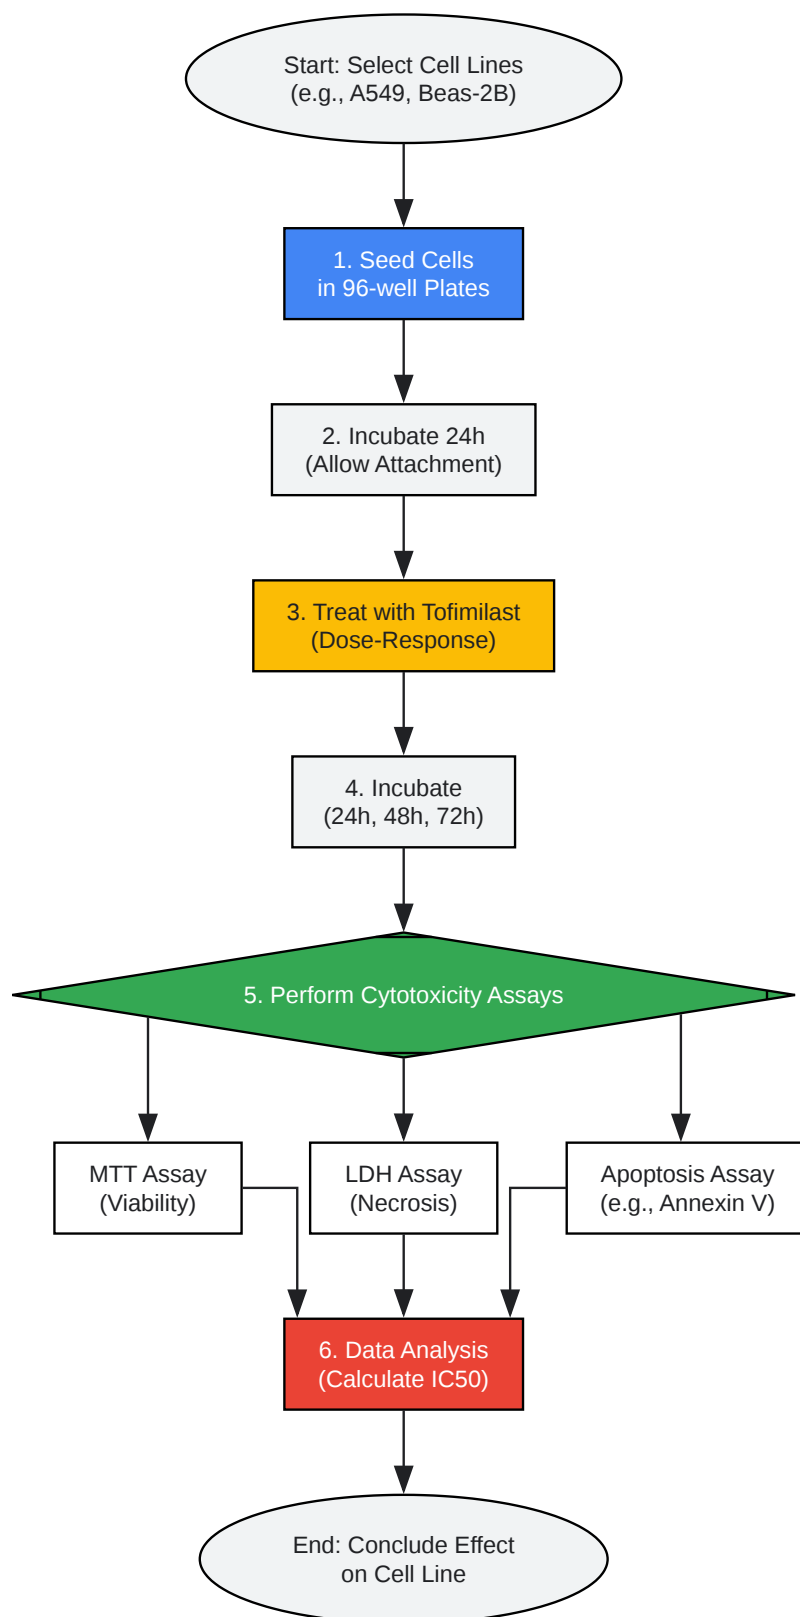 Start: Select Cell Lines
(e.g., A549, Beas-2B)
1. Seed Cells
in 96-well Plates
2. Incubate 24h
(Allow Attachment)
3. Treat with Tofimilast
(Dose-Response)
4. Incubate
(24h, 48h, 72h)
5. Perform Cytotoxicity Assays
MTT Assay
(Viability)
LDH Assay
(Necrosis)
Apoptosis Assay
(e.g., Annexin V)
6. Data Analysis
(Calculate IC50)
End: Conclude Effect
on Cell Line